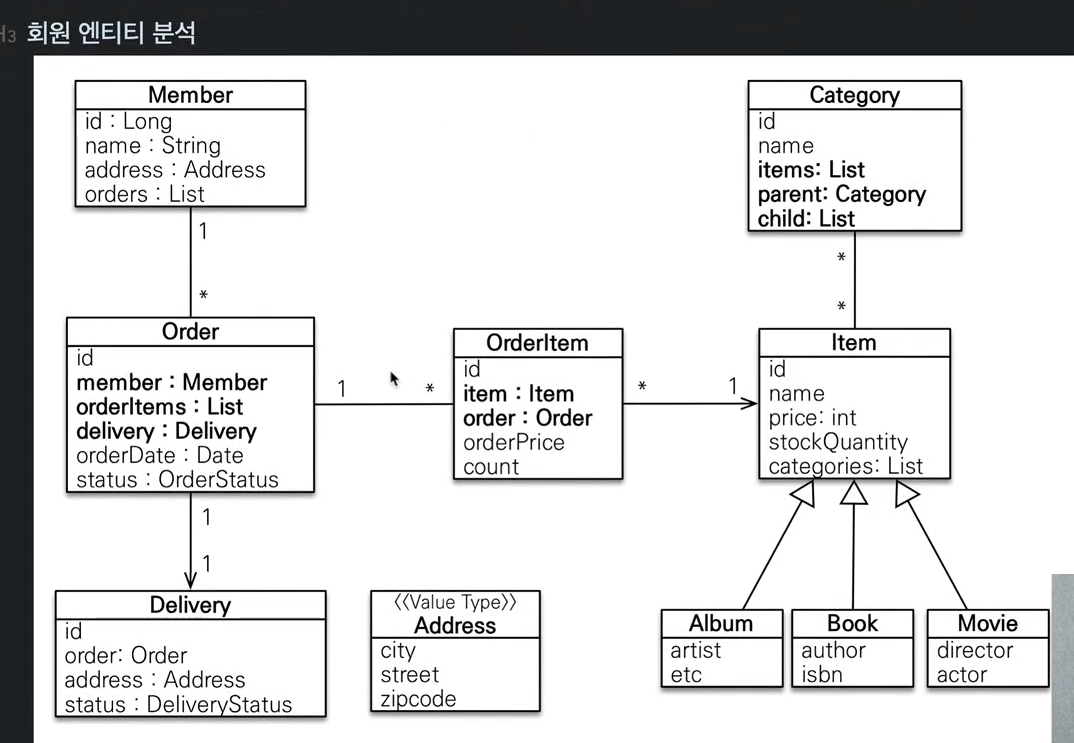 H3 회원 엔티티 분석
Member
id : Long
name : String
address : Address
orders : List
Category
id
name
items: List
parent: Category
child: List
1
*
*
*
Order
id
member : Member
orderItems : List
delivery : Delivery
orderDate : Date
status : OrderStatus
1
*
OrderItem
id
item : Item
order : Order
orderPrice
count
*
1
Item
id
name
price: int
stockQuantity
categories: List
1
1
Delivery
id
order: Order
address : Address
status : DeliveryStatus
<<Value Type>>
Address
city
street
zipcode
Album
artist
etc
Book
author
isbn
Movie
director
actor